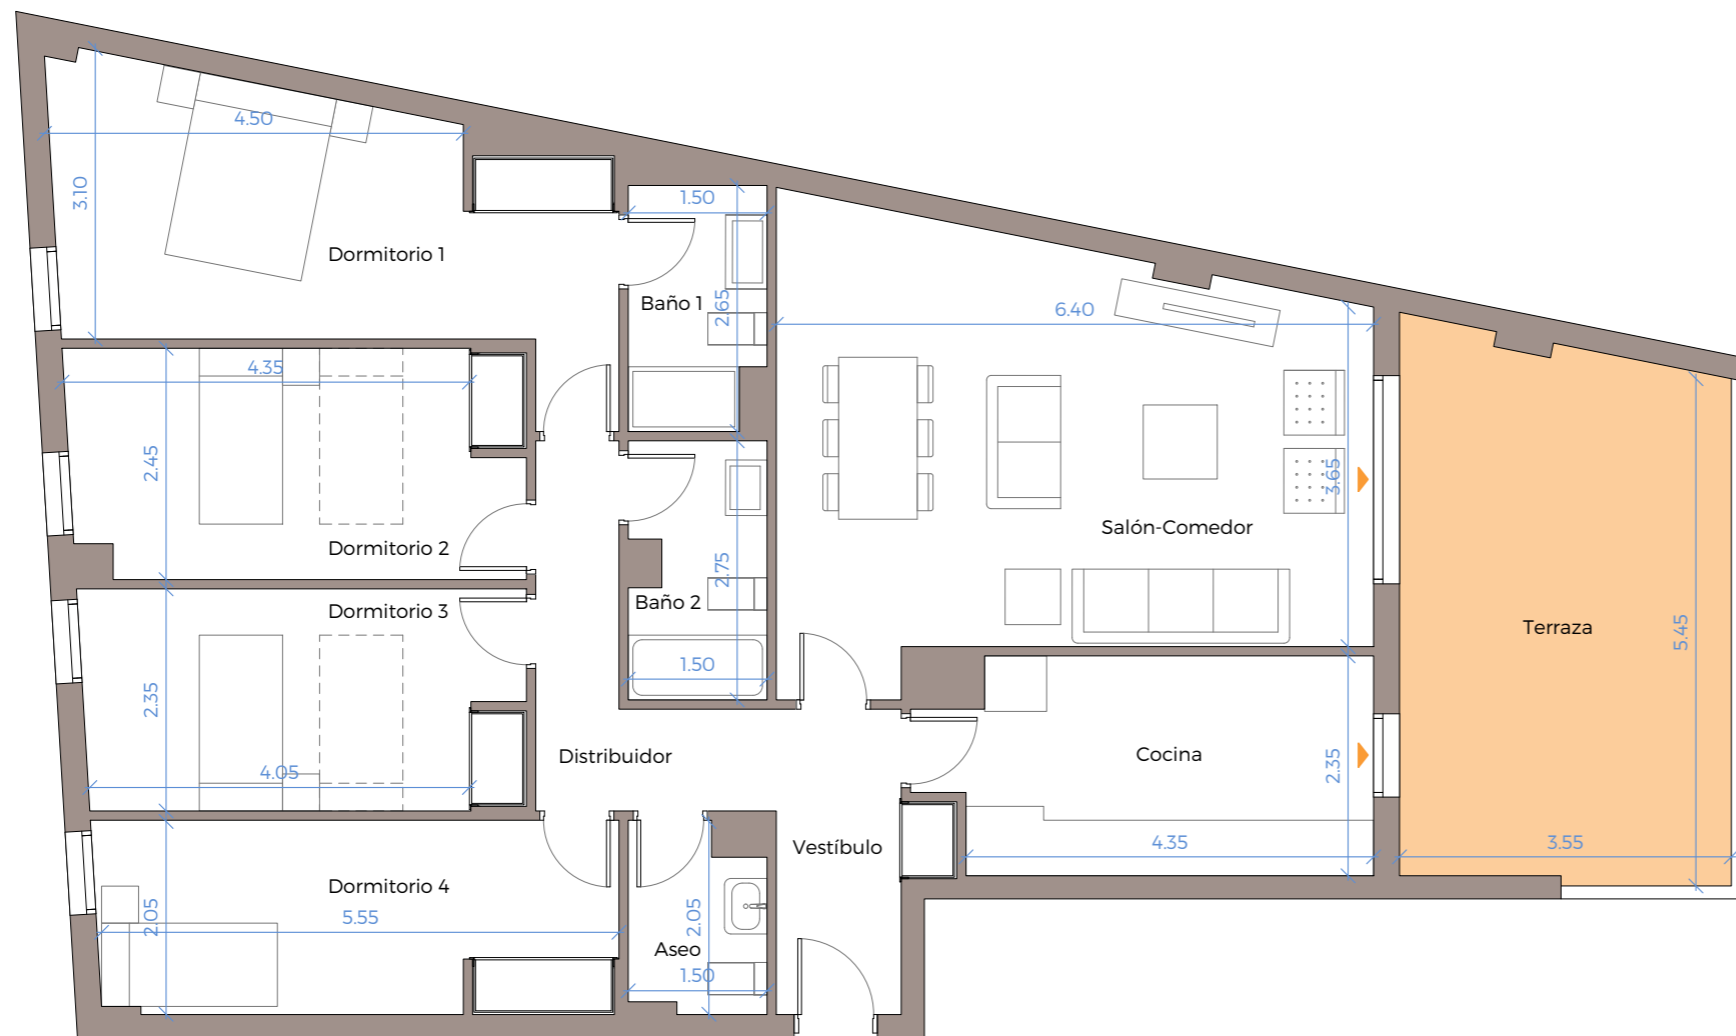 4.50
3.10
Dormitorio 1
1.50
Baño 1
2.65
6.40
4.35
2.45
Dormitorio 2
3.65
Salón-Comedor
2.75
Baño 2
Dormitorio 3
1.50
2.35
4.05
Terraza
5.45
Distribuidor
Cocina
2.35
4.35
3.55
Vestíbulo
Dormitorio 4
2.05
5.55
2.05
Aseo
1.50